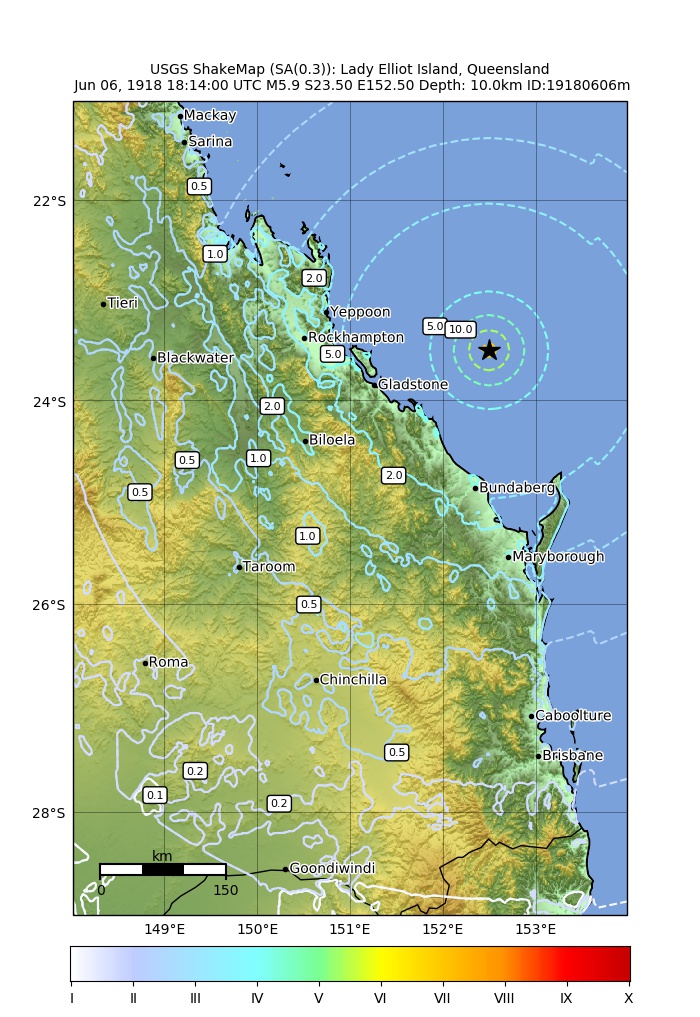 USGS ShakeMap (SA(0.3)): Lady Elliot Island, Queensland
Jun 06, 1918 18:14:00 UTC M5.9 S23.50 E152.50 Depth: 10.0km ID:19180606m
Mackay
Sarina
0.5
22°S
1.0
2.0
Tieri
Yeppoon
5.0 10.0
Rockhampton
5.0
Blackwater
Gladstone
24°S
2.0
Biloela
0.5
1.0
2.0
0.5
Bundaberg
1.0
Maryborough
Taroom
26°S
0.5
Roma
Chinchilla
Caboolture
0.5
Brisbane
0.2
0.1
0.2
28°S
km
Goondiwindi
0 150
149°E 150°E 151°E 152°E 153°E
I II III IV V VI VII VIII IX X